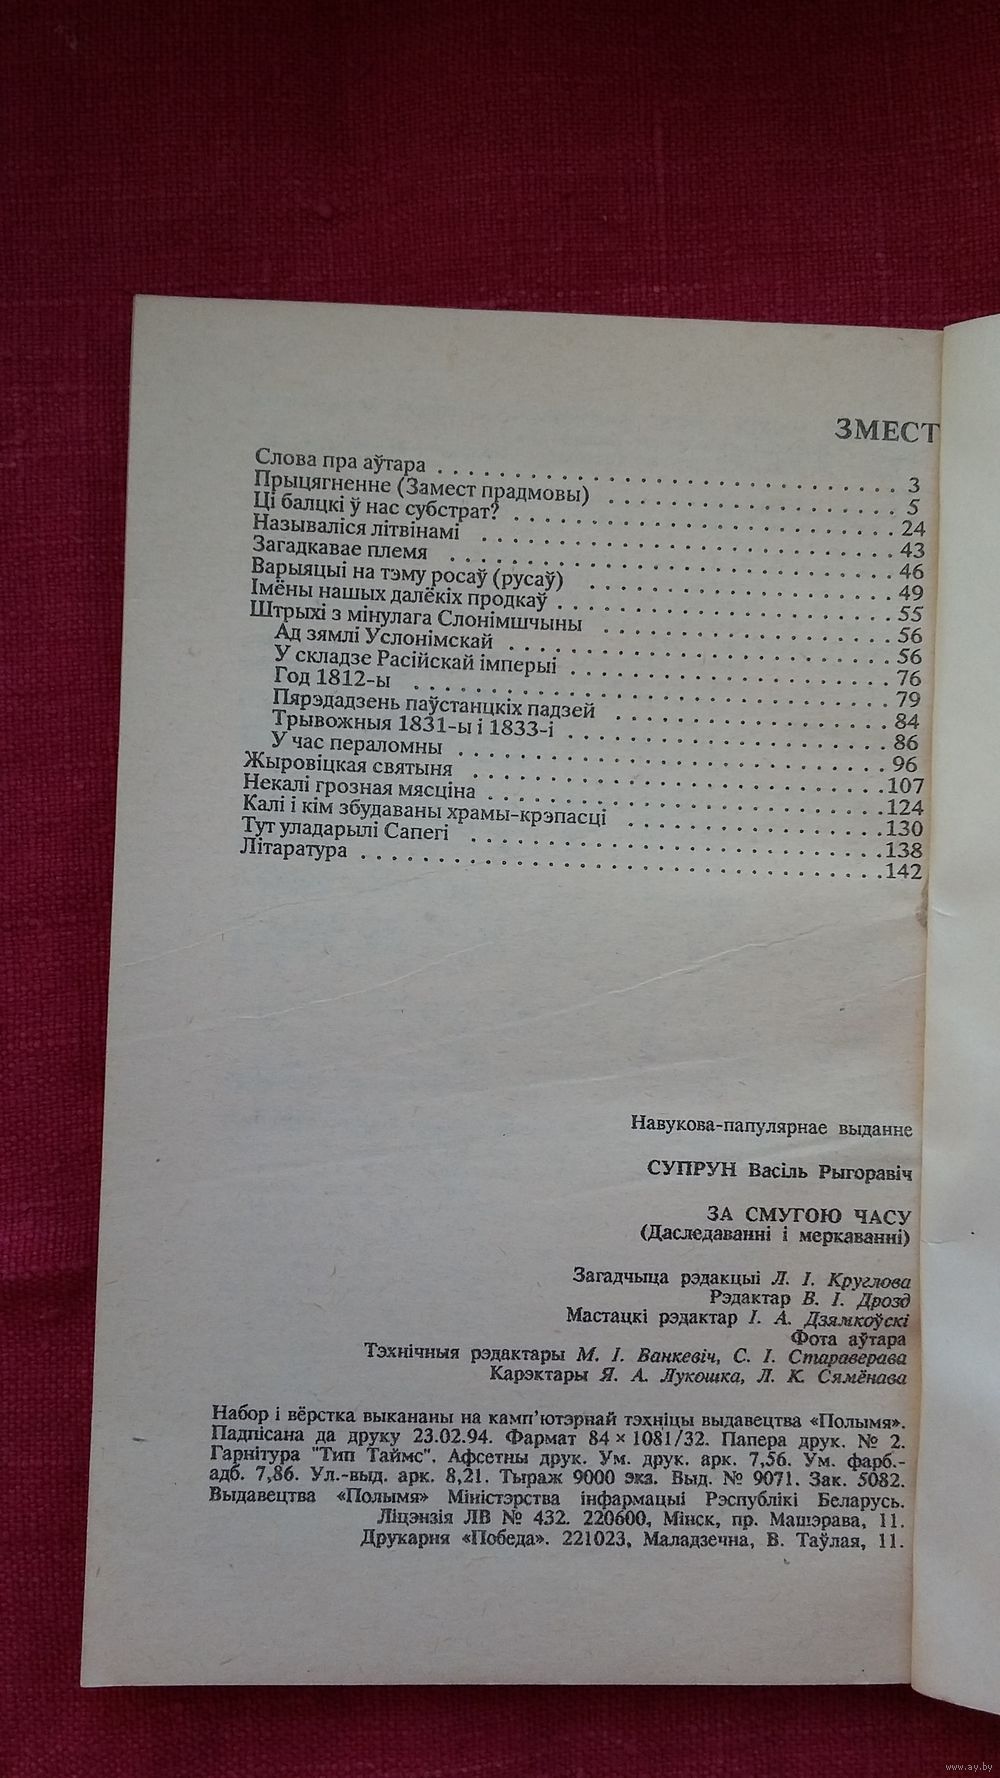 ЗМЕСТ
Слова пра аўтара . . . . . . . . . . . . . . . . . . . . . . . . . . . . 3
Прыцягненне (Замест прадмовы) . . . . . . . . . . . . . . . . . . 5
Ці балцкі ў нас субстрат? . . . . . . . . . . . . . . . . . . . . . . 24
Называліся літвінамі . . . . . . . . . . . . . . . . . . . . . . . . 43
Загадкавае племя . . . . . . . . . . . . . . . . . . . . . . . . . . 46
Варыяцыі на тэму росаў (русаў) . . . . . . . . . . . . . . . . . . 49
Імёны нашых далёкіх продкаў . . . . . . . . . . . . . . . . . . . 55
Штрыхі з мінулага Слонімшчыны . . . . . . . . . . . . . . . . . 56
Ад зямлі Услонімскай . . . . . . . . . . . . . . . . . . . . . . . 56
У складзе Расійскай імперыі . . . . . . . . . . . . . . . . . . . 76
Год 1812-ы . . . . . . . . . . . . . . . . . . . . . . . . . . . . . 79
Пярэдадзень паўстанцкіх падзей . . . . . . . . . . . . . . . . . 84
Трывожныя 1831-ы і 1833-і . . . . . . . . . . . . . . . . . . . . 86
У час пераломны . . . . . . . . . . . . . . . . . . . . . . . . . . 96
Жыровіцкая святыня . . . . . . . . . . . . . . . . . . . . . . . . 107
Некалі грозная мясціна . . . . . . . . . . . . . . . . . . . . . . 124
Калі і кім збудаваны храмы-крэпасці . . . . . . . . . . . . . . . 130
Тут уладарылі Сапегі . . . . . . . . . . . . . . . . . . . . . . . 138
Літаратура . . . . . . . . . . . . . . . . . . . . . . . . . . . . . 142
Навукова-папулярнае выданне
СУПРУН Васіль Рыгоравіч
ЗА СМУГОЮ ЧАСУ
(Даследаванні і меркаванні)
Загадчыца рэдакцыі Л. І. Круглова
Рэдактар В. І. Дрозд
Мастацкі рэдактар І. А. Дзямкоўскі
Фота аўтара
Тэхнічныя рэдактары М. І. Ванкевіч, С. І. Стараверава
Карэктары Я. А. Лукошка, Л. К. Сямёнава
Набор і вёрстка выкананы на камп'ютэрнай тэхніцы выдавецтва «Полымя».
Падпісана да друку 23.02.94. Фармат 84×1081/32. Папера друк. № 2.
Гарнітура "Тип Таймс". Афсетны друк. Ум. друк. арк. 7,56. Ум. фарб.-
адб. 7,86. Ул.-выд. арк. 8,21. Тыраж 9000 экз. Выд. № 9071. Зак. 5082.
Выдавецтва «Полымя» Міністэрства інфармацыі Рэспублікі Беларусь.
Ліцэнзія ЛВ № 432. 220600, Мінск, пр. Машэрава, 11.
Друкарня «Победа». 221023, Маладзечна, В. Таўлая, 11.
www.ay.by